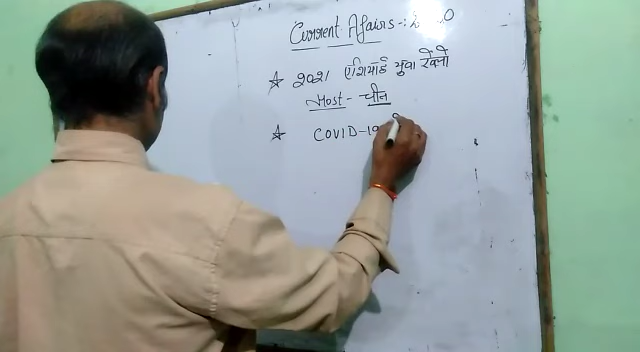 Current Affairs -:
☆ 2021 एशियाई युवा खेलो
Host - चीन
☆ COVID-19